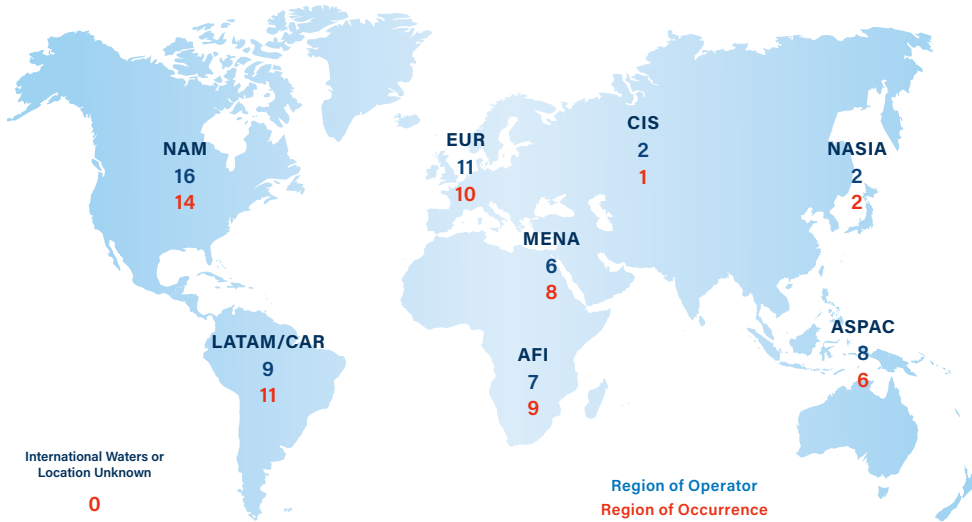 NAM
16
14
EUR
11
10
CIS
2
1
NASIA
2
2
MENA
6
8
LATAM/CAR
9
11
AFI
7
9
ASPAC
8
6
International Waters or
Location Unknown
0
Region of Operator
Region of Occurrence